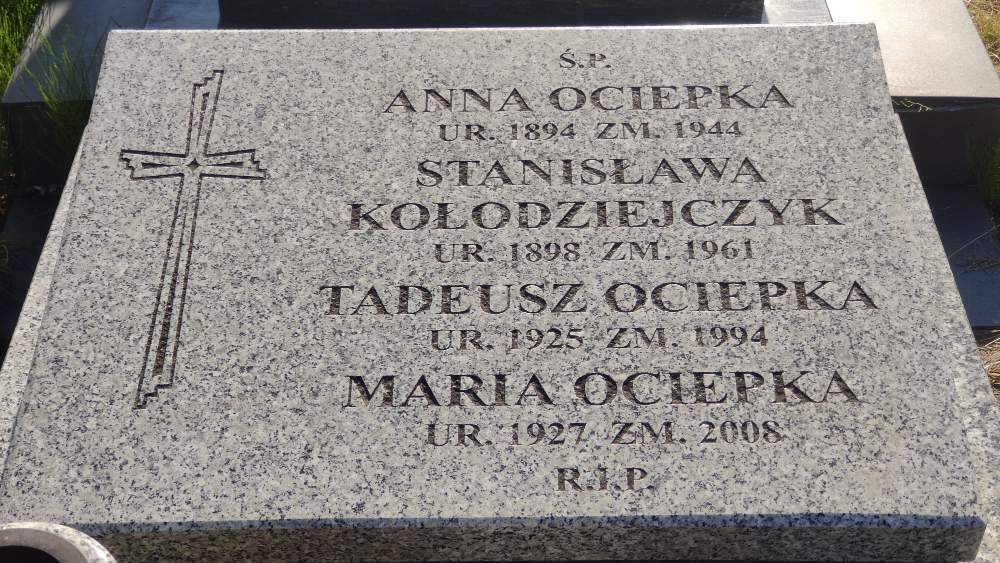 Ś.P.
ANNA OCIEPKA
UR. 1894 ZM. 1944
STANISŁAWA
KOŁODZIEJCZYK
UR. 1898 ZM. 1961
TADEUSZ OCIEPKA
UR. 1925 ZM. 1994
MARIA OCIEPKA
UR. 1927 ZM. 2008
R.I.P.